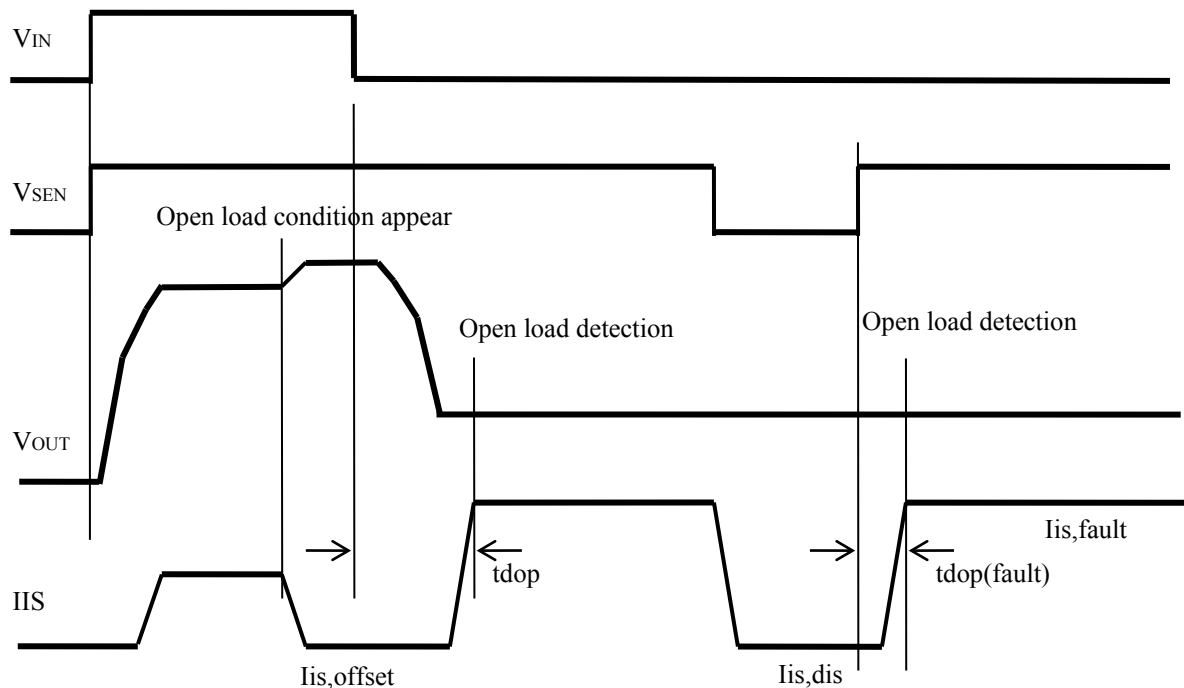 VIN
VSEN
Open load condition appear
Open load detection
Open load detection
VOUT
Iis,fault
tdop
tdop(fault)
IIS
Iis,offset
Iis,dis